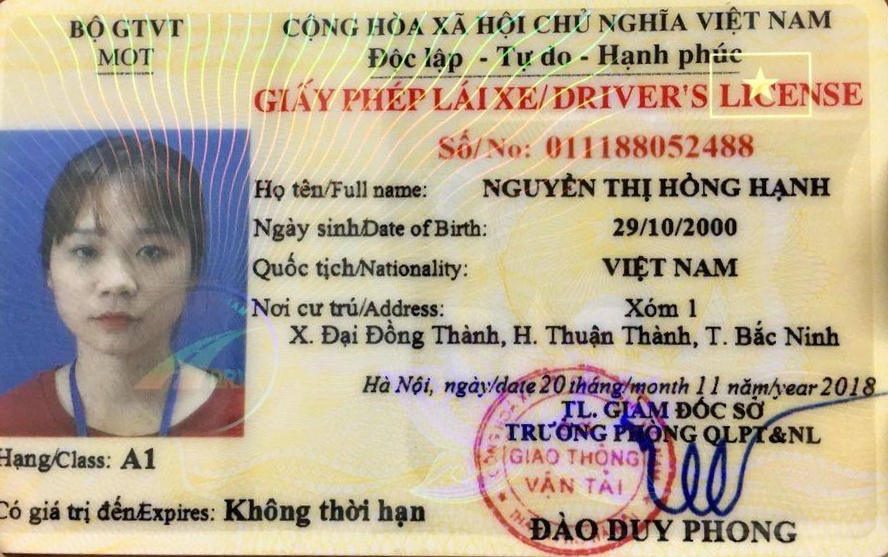 BỘ GTVT
MOT
CỘNG HÒA XÃ HỘI CHỦ NGHĨA VIỆT NAM
Độc lập - Tự do - Hạnh phúc
GIẤY PHÉP LÁI XE/DRIVER'S LICENSE
Số/No: 011188052488
Họ tên/Full name: NGUYỄN THỊ HỒNG HẠNH
Ngày sinh/Date of Birth: 29/10/2000
Quốc tịch/Nationality: VIỆT NAM
Nơi cư trú/Address: Xóm 1
X. Đại Đồng Thành, H. Thuận Thành, T. Bắc Ninh
Hà Nội, ngày/date 20 tháng/month 11 năm/year 2018
TL. GIÁM ĐỐC SỞ
TRƯỞNG PHÒNG QLPT&NL
Hạng/Class: A1
GIAO THÔNG
VẬN TẢI
Có giá trị đến/Expires: Không thời hạn
ĐÀO DUY PHONG